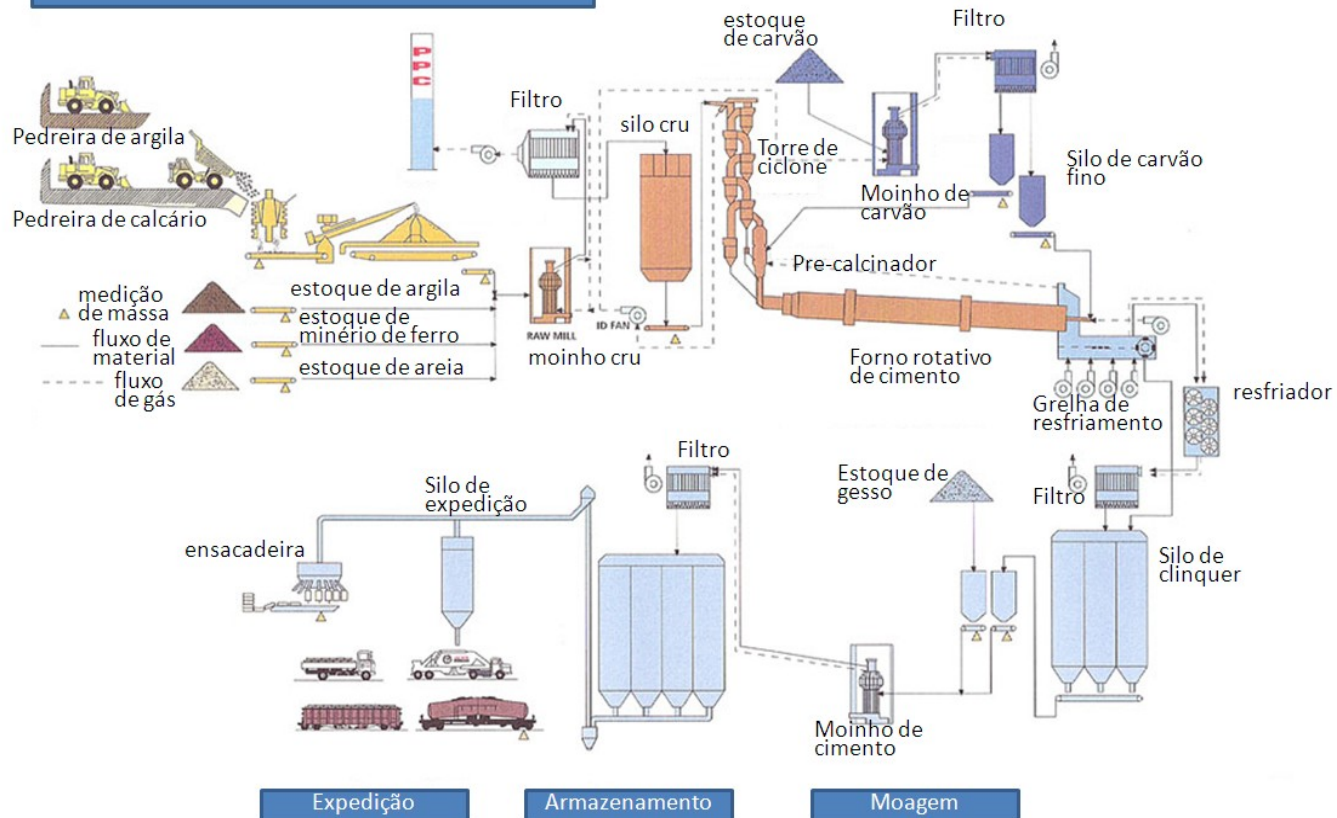 estoque
de carvão
Filtro
PPC
Filtro
silo cru
Pedreira de argila
Torre de
ciclone
Silo de carvão
fino
Moinho de
carvão
Pedreira de calcário
Pre-calcinador
medição
de massa
estoque de argila
fluxo de
material
estoque de
minério de ferro
fluxo
de gás
estoque de areia
RAW MILL
ID FAN
moinho cru
Forno rotativo
de cimento
Grelha de
resfriamento
resfriador
Filtro
Estoque de
gesso
Filtro
Silo de
expedição
ensacadeira
Silo de
clinquer
Moinho de
cimento
Expedição
Armazenamento
Moagem